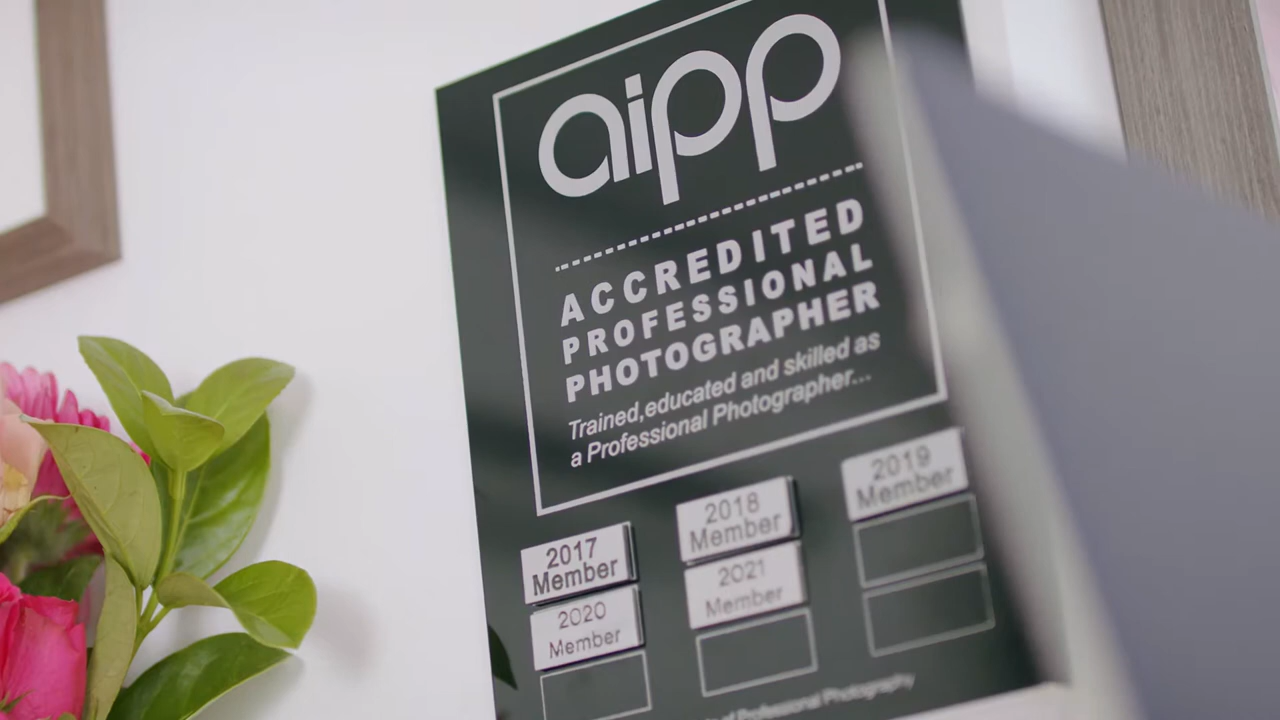 aipp
ACCREDITED
PROFESSIONAL
PHOTOGRAPHER
Trained,educated and skilled as
a Professional Photographer...
2017
Member
2018
Member
2019
Member
2020
Member
2021
Member
of Professional Photography